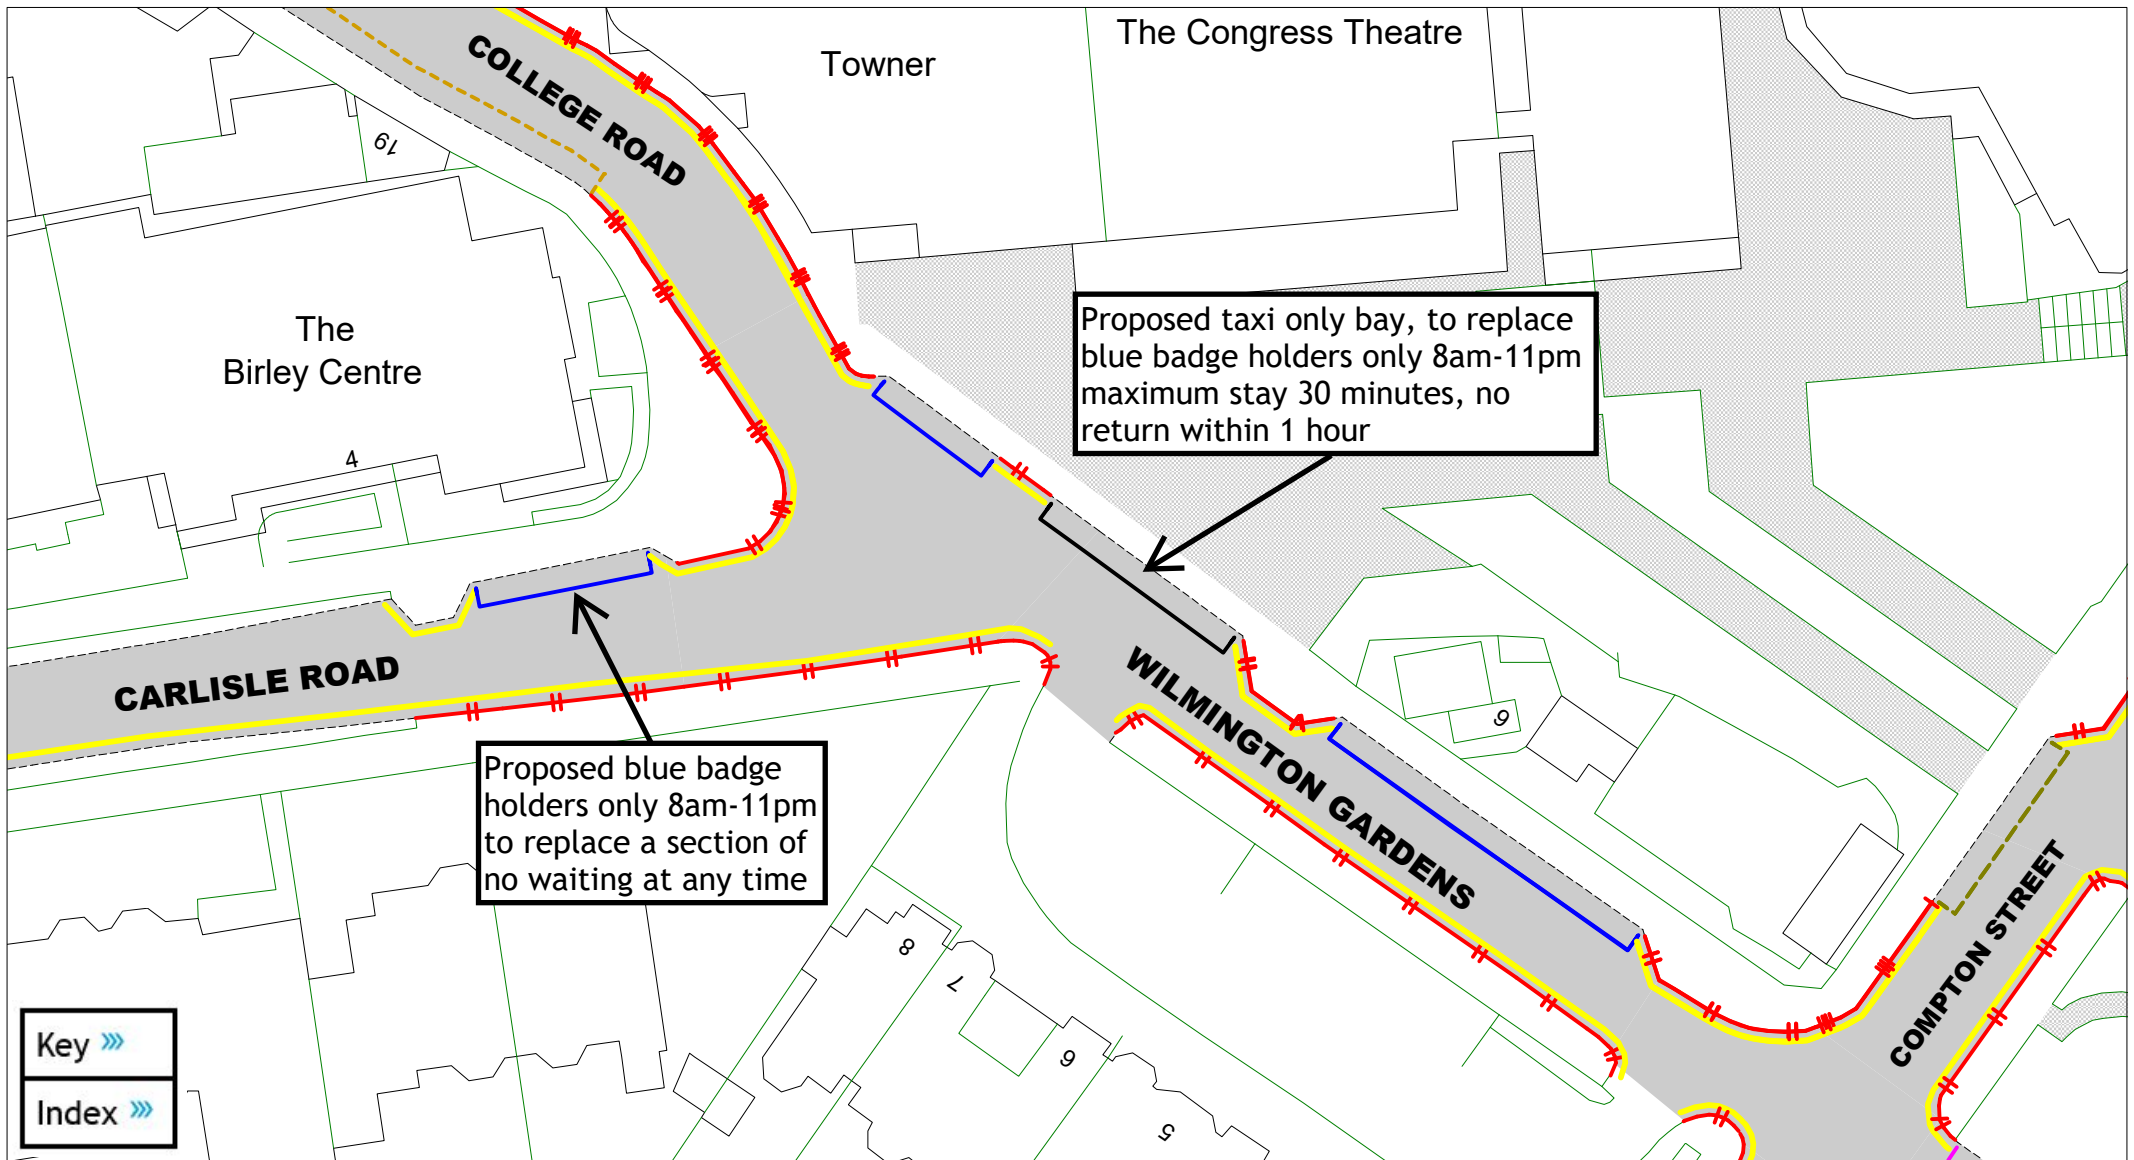 The Congress Theatre
Towner
COLLEGE ROAD
19
The
Birley Centre
4
Proposed taxi only bay, to replace
blue badge holders only 8am-11pm
maximum stay 30 minutes, no
return within 1 hour
CARLISLE ROAD
WILMINGTON GARDENS
9
Proposed blue badge
holders only 8am-11pm
to replace a section of
no waiting at any time
COMPTON STREET
8
7
6
5
Key »»
Index »»